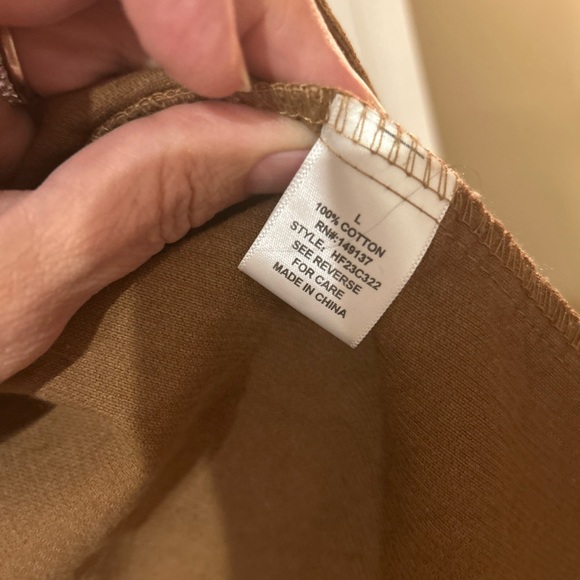 L
100% COTTON
RN#:149137
STYLE: HF23C322
SEE REVERSE
FOR CARE
MADE IN CHINA